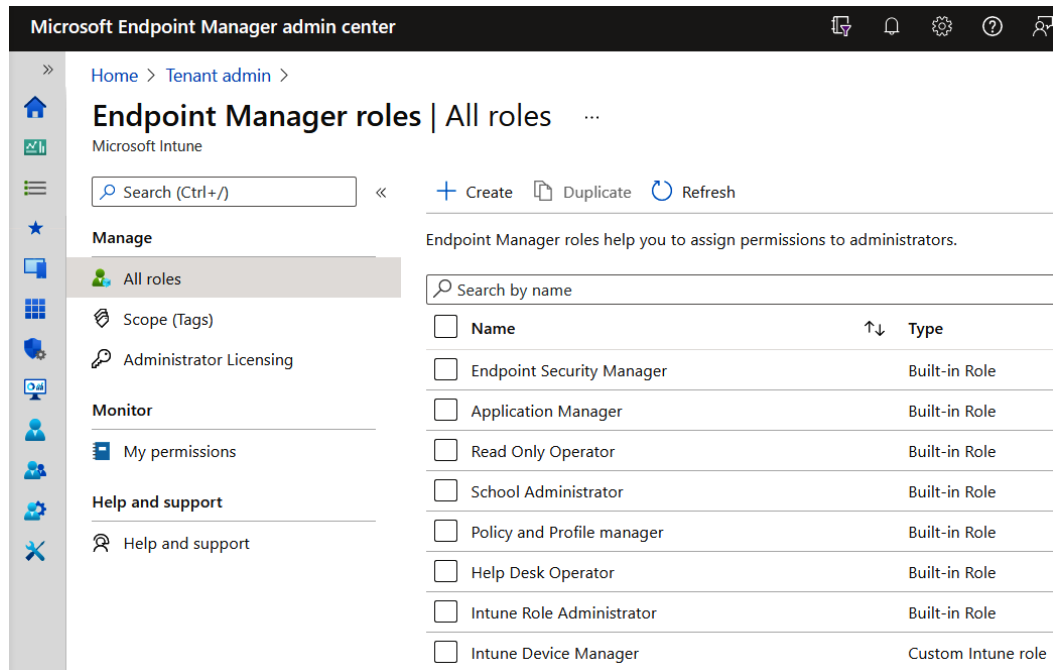 Microsoft Endpoint Manager admin center
Home > Tenant admin >
Endpoint Manager roles | All roles ...
Microsoft Intune
Search (Ctrl+/)
Manage
All roles
Scope (Tags)
Administrator Licensing
Monitor
My permissions
Help and support
Help and support
Create Duplicate Refresh
Endpoint Manager roles help you to assign permissions to administrators.
Search by name
Name Type
Endpoint Security Manager Built-in Role
Application Manager Built-in Role
Read Only Operator Built-in Role
School Administrator Built-in Role
Policy and Profile manager Built-in Role
Help Desk Operator Built-in Role
Intune Role Administrator Built-in Role
Intune Device Manager Custom Intune role